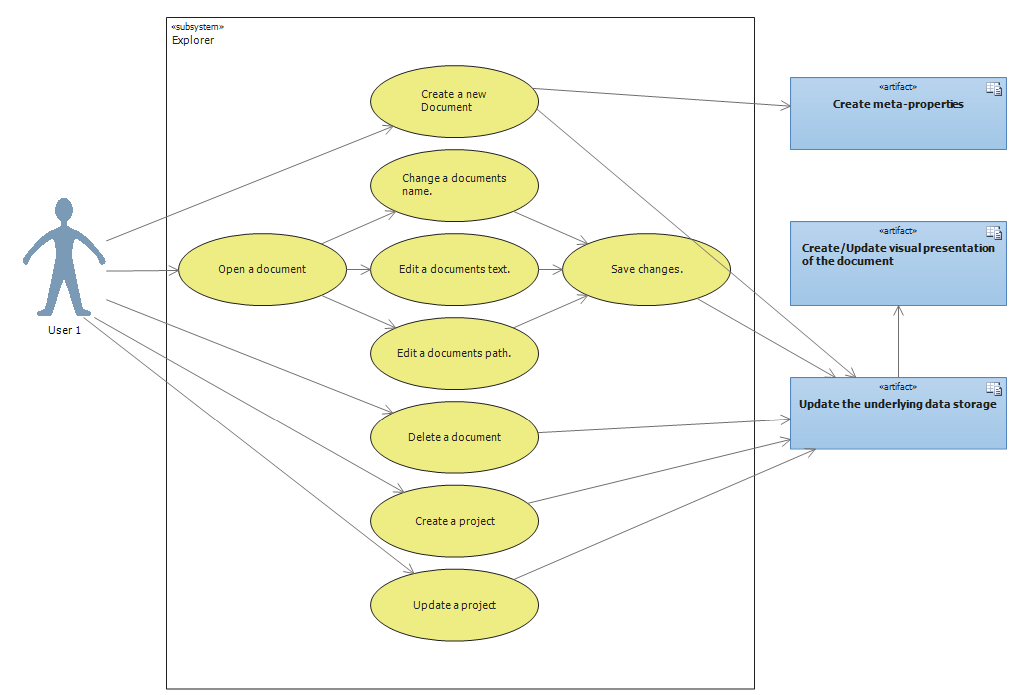 «subsystem»
Explorer
Create a new
Document
«artifact»
Create meta-properties
Change a documents
name.
«artifact»
Create/Update visual presentation
of the document
Open a document
Edit a documents text.
Save changes.
User 1
Edit a documents path.
«artifact»
Update the underlying data storage
Delete a document
Create a project
Update a project